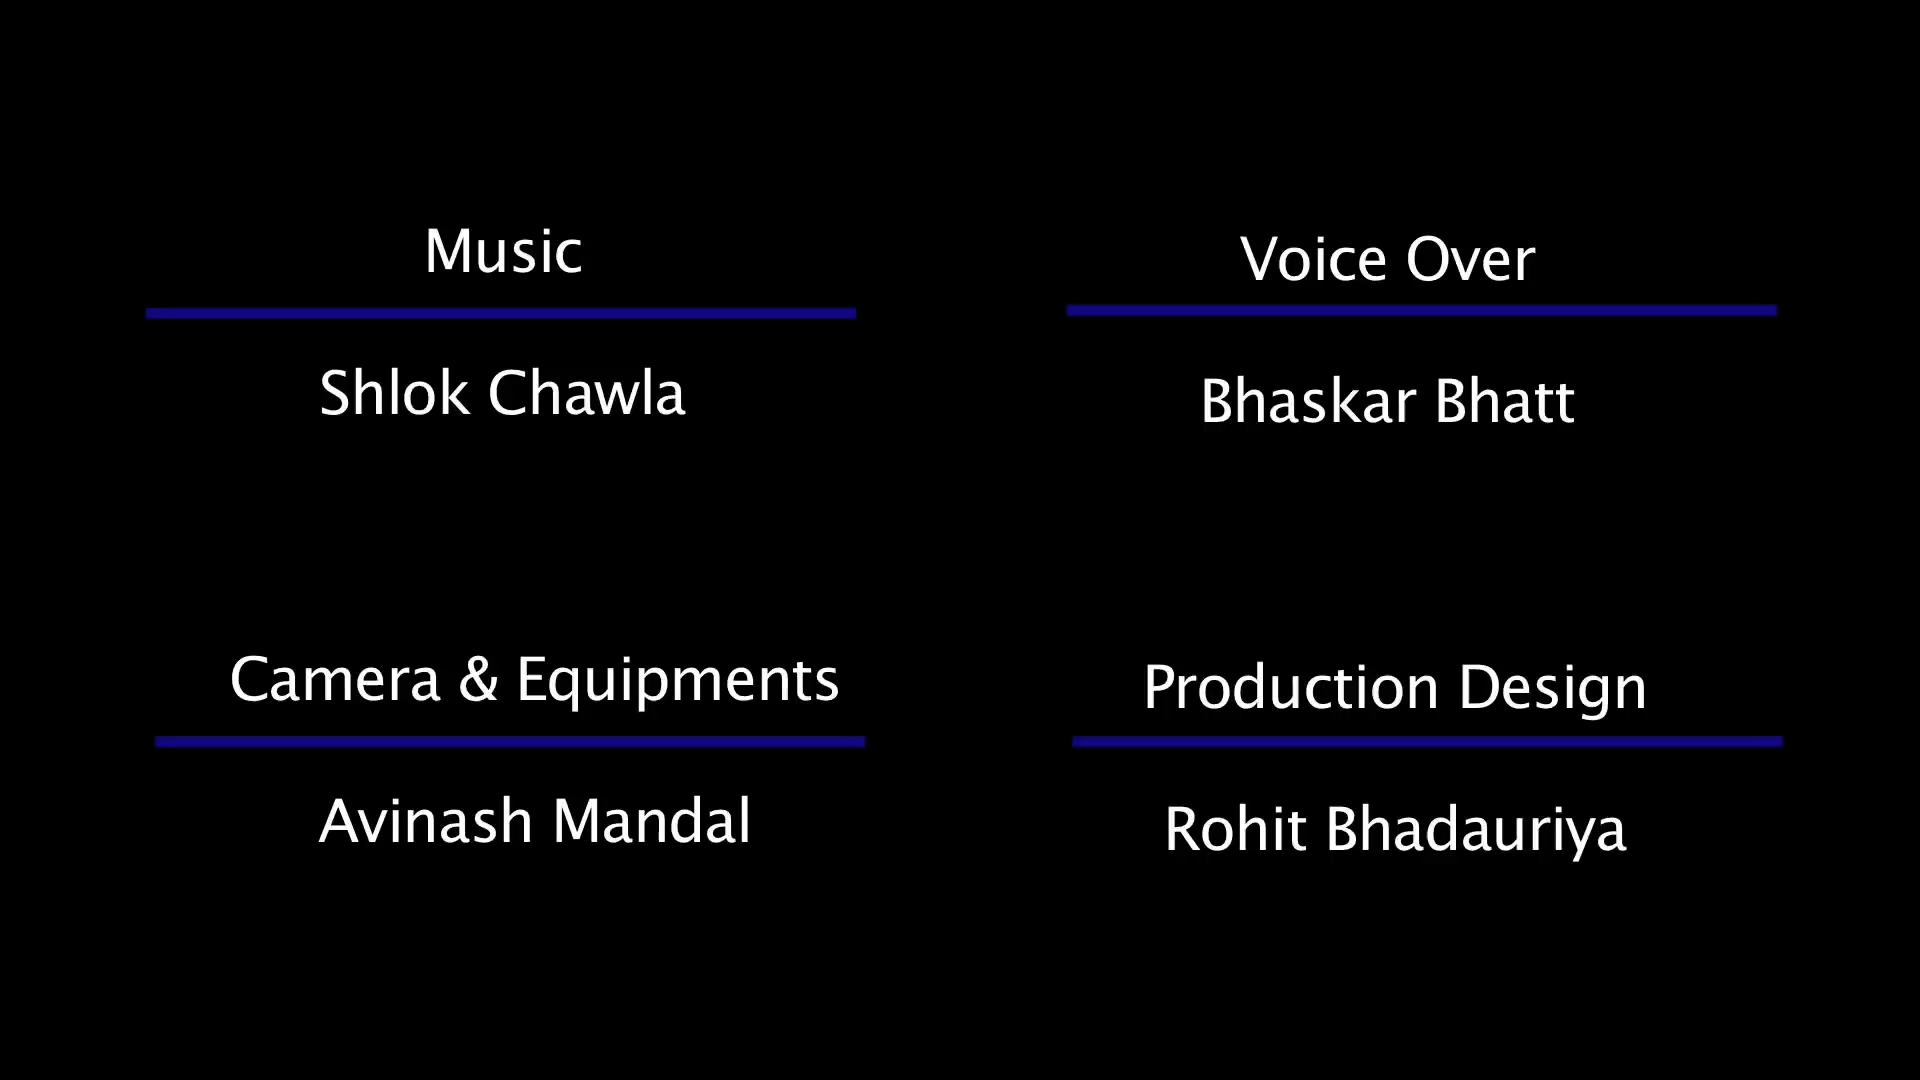 Music
Shlok Chawla
Voice Over
Bhaskar Bhatt
Camera & Equipments
Avinash Mandal
Production Design
Rohit Bhadauriya